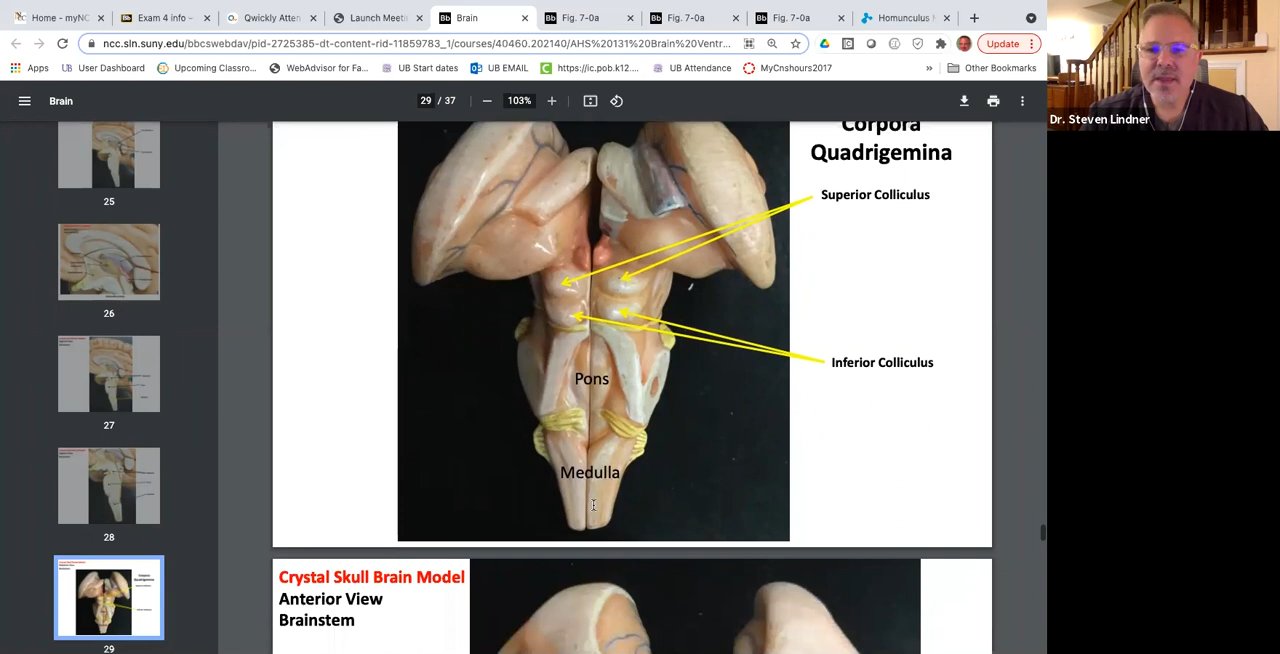 Home - myNC
Exam 4 info –
Qwickly Atten
Launch Meeti
Brain
Fig. 7-0a
Fig. 7-0a
Fig. 7-0a
Homunculus
ncc.sln.suny.edu/bbcswebdav/pid-2725385-dt-content-rid-11859783_1/courses/40460.202140/AHS%20131%20Brain%20Ventr...
Update
Apps
User Dashboard
Upcoming Classro...
WebAdvisor for Fa...
UB Start dates
UB EMAIL
https://ic.pob.k12....
UB Attendance
MyCnshours2017
»
Other Bookmarks
Brain
29 / 37
103%
Dr. Steven Lindner
25
26
27
28
29
Corpora
Quadrigemina
Superior Colliculus
Inferior Colliculus
Pons
Medulla
Crystal Skull Brain Model
Anterior View
Brainstem